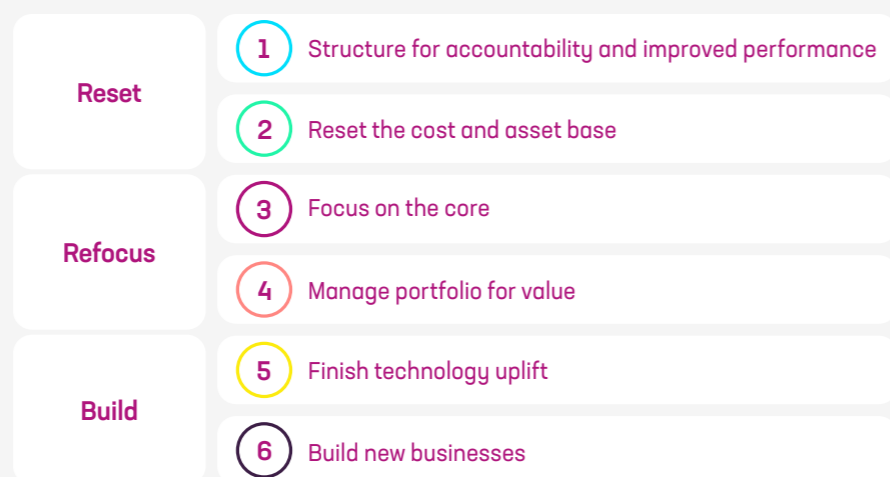 Reset
1 Structure for accountability and improved performance
2 Reset the cost and asset base
Refocus
3 Focus on the core
4 Manage portfolio for value
Build
5 Finish technology uplift
6 Build new businesses